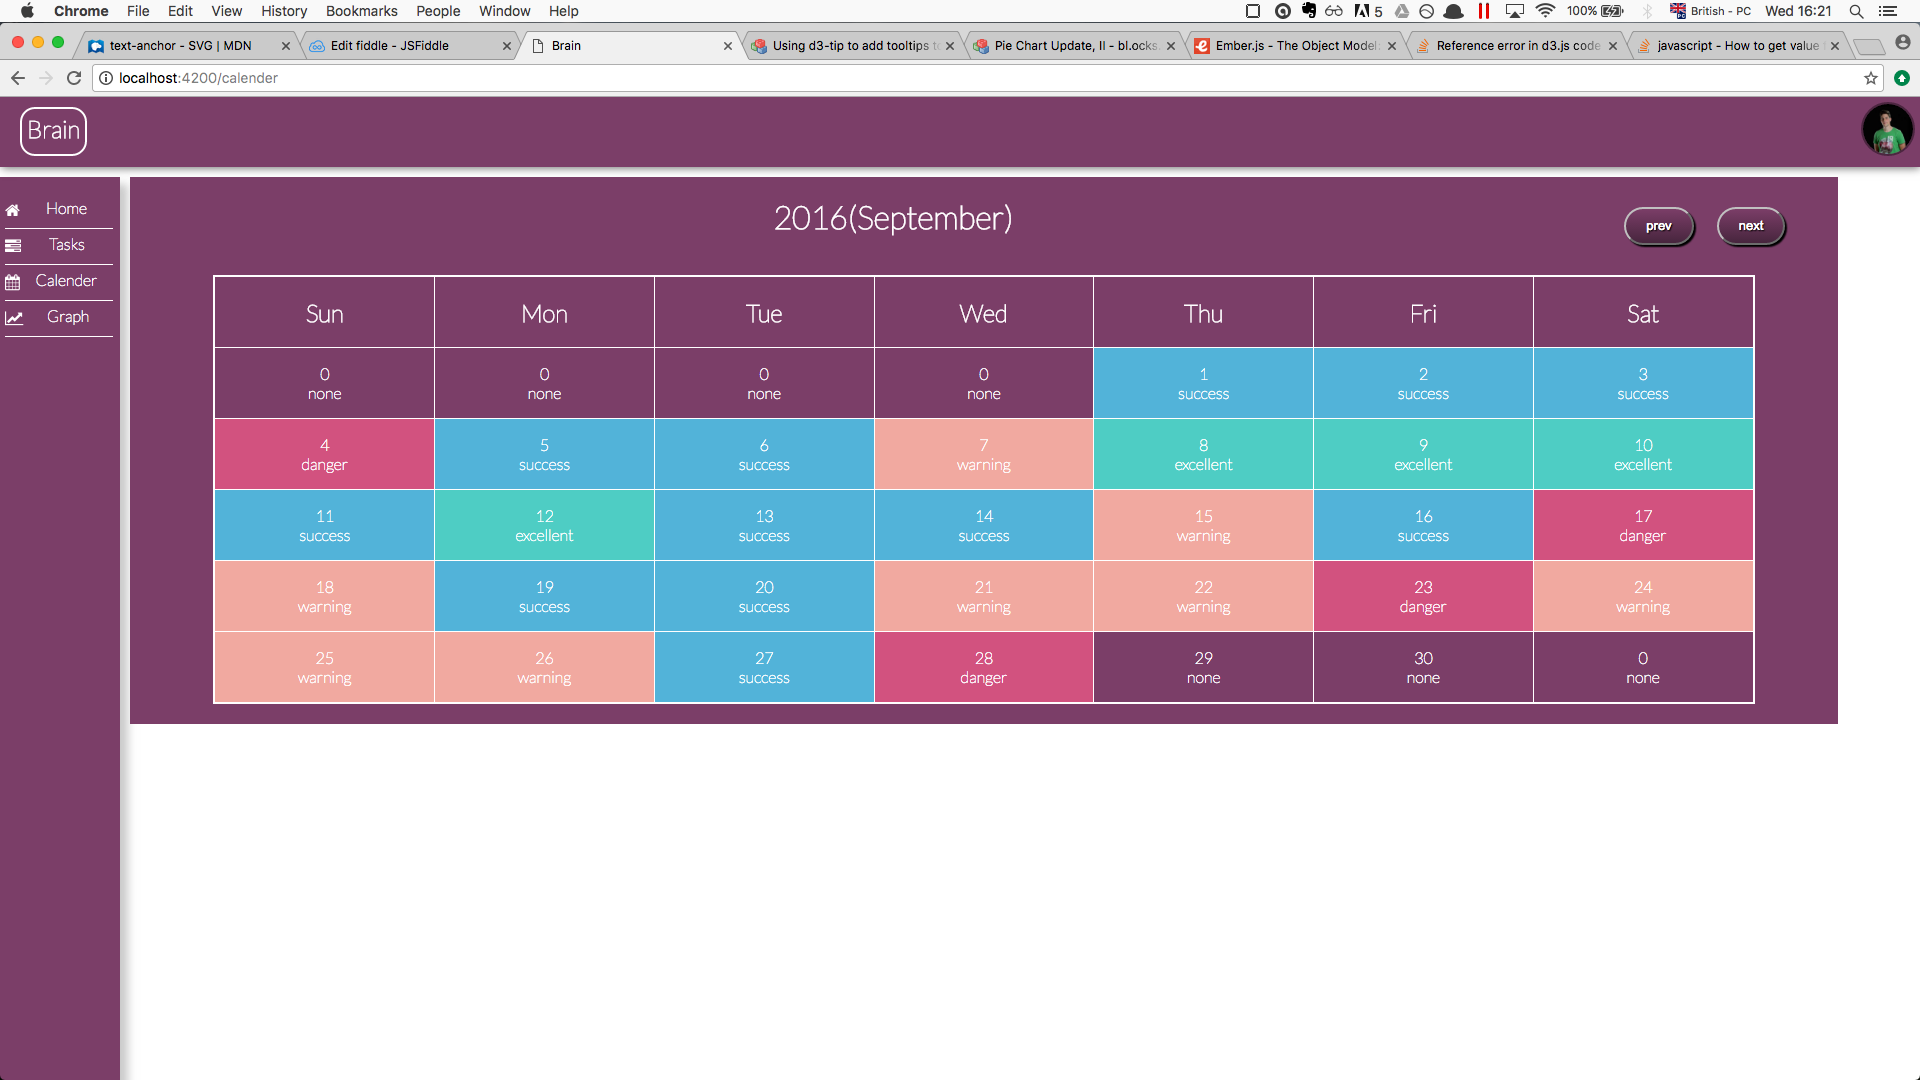 Chrome File Edit View History Bookmarks People Window Help 5 100% British - PC Wed 16:21
text-anchor - SVG | MDN Edit fiddle - JSFiddle Brain Using d3-tip to add tooltips Pie Chart Update, II - bl.ocks. Ember.js - The Object Model: Reference error in d3.js code javascript - How to get value
localhost:4200/calender
Brain
Home
Tasks
Calender
Graph
2016(September)
prev next
Sun Mon Tue Wed Thu Fri Sat
0 0 0 0 1 2 3
none none none none success success success
4 5 6 7 8 9 10
danger success success warning excellent excellent excellent
11 12 13 14 15 16 17
success excellent success success warning success danger
18 19 20 21 22 23 24
warning success success warning warning danger warning
25 26 27 28 29 30 0
warning warning success danger none none none